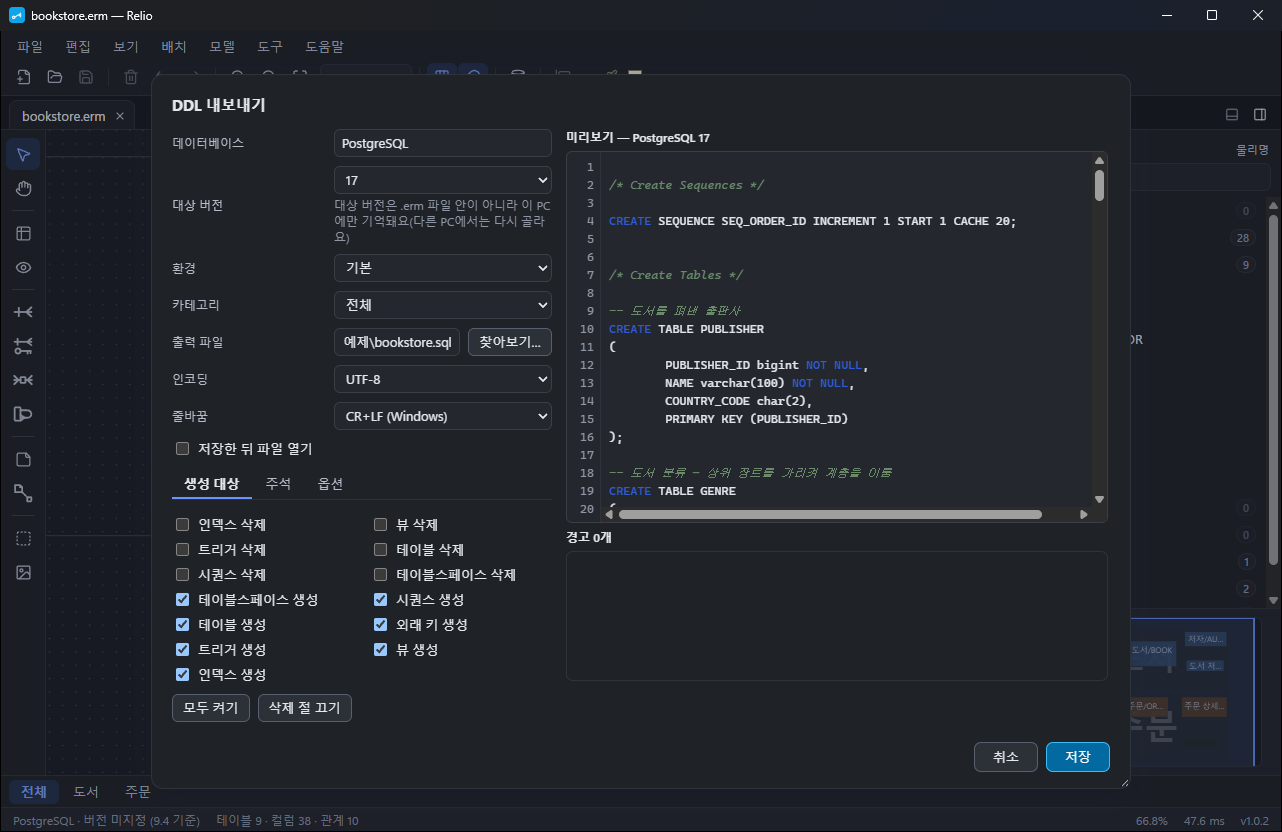 bookstore.erm — Relio
파일 편집 보기 배치 모델 도구 도움말
bookstore.erm ×
물리명
0
28
9
OR
0
0
1
2
DDL 내보내기
데이터베이스 PostgreSQL
대상 버전 17
대상 버전은 .erm 파일 안이 아니라 이 PC
에만 기억돼요(다른 PC에서는 다시 골라
요)
환경 기본
카테고리 전체
출력 파일 예제\bookstore.sql 찾아보기...
인코딩 UTF-8
줄바꿈 CR+LF (Windows)
저장한 뒤 파일 열기
생성 대상 주석 옵션
인덱스 삭제 뷰 삭제
트리거 삭제 테이블 삭제
시퀀스 삭제 테이블스페이스 삭제
테이블스페이스 생성 시퀀스 생성
테이블 생성 외래 키 생성
트리거 생성 뷰 생성
인덱스 생성
모두 켜기 삭제 절 끄기
미리보기 — PostgreSQL 17
1
2 /* Create Sequences */
3
4 CREATE SEQUENCE SEQ_ORDER_ID INCREMENT 1 START 1 CACHE 20;
5
6
7 /* Create Tables */
8
9 -- 도서를 펴낸 출판사
10 CREATE TABLE PUBLISHER
11 (
12 PUBLISHER_ID bigint NOT NULL,
13 NAME varchar(100) NOT NULL,
14 COUNTRY_CODE char(2),
15 PRIMARY KEY (PUBLISHER_ID)
16 );
17
18 -- 도서 분류 - 상위 장르를 가리켜 계층을 이룸
19 CREATE TABLE GENRE
20 (
경고 0개
취소 저장
저자/AU...
도서/BOOK
도서 저...
주문/OR... 주문 상세...
주문
전체 도서 주문
PostgreSQL · 버전 미지정 (9.4 기준) 테이블 9 · 컬럼 38 · 관계 10
66.8% 47.6 ms v1.0.2